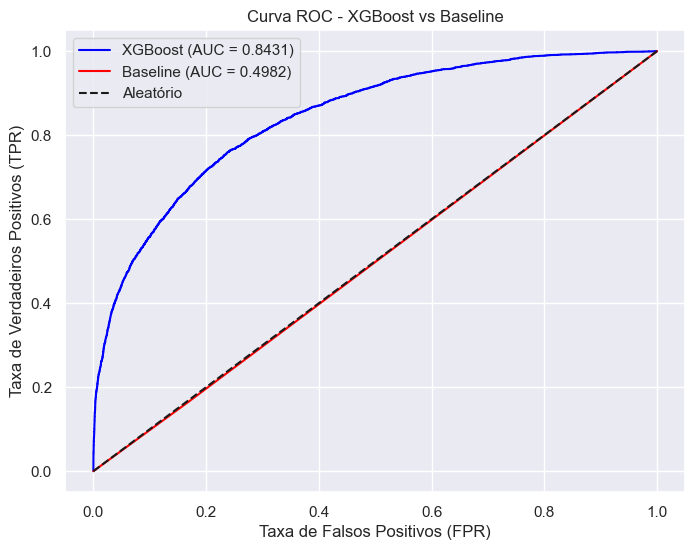 Curva ROC - XGBoost vs Baseline
XGBoost (AUC = 0.8431)
Baseline (AUC = 0.4982)
Aleatório
Taxa de Verdadeiros Positivos (TPR)
1.0
0.8
0.6
0.4
0.2
0.0
0.0 0.2 0.4 0.6 0.8 1.0
Taxa de Falsos Positivos (FPR)